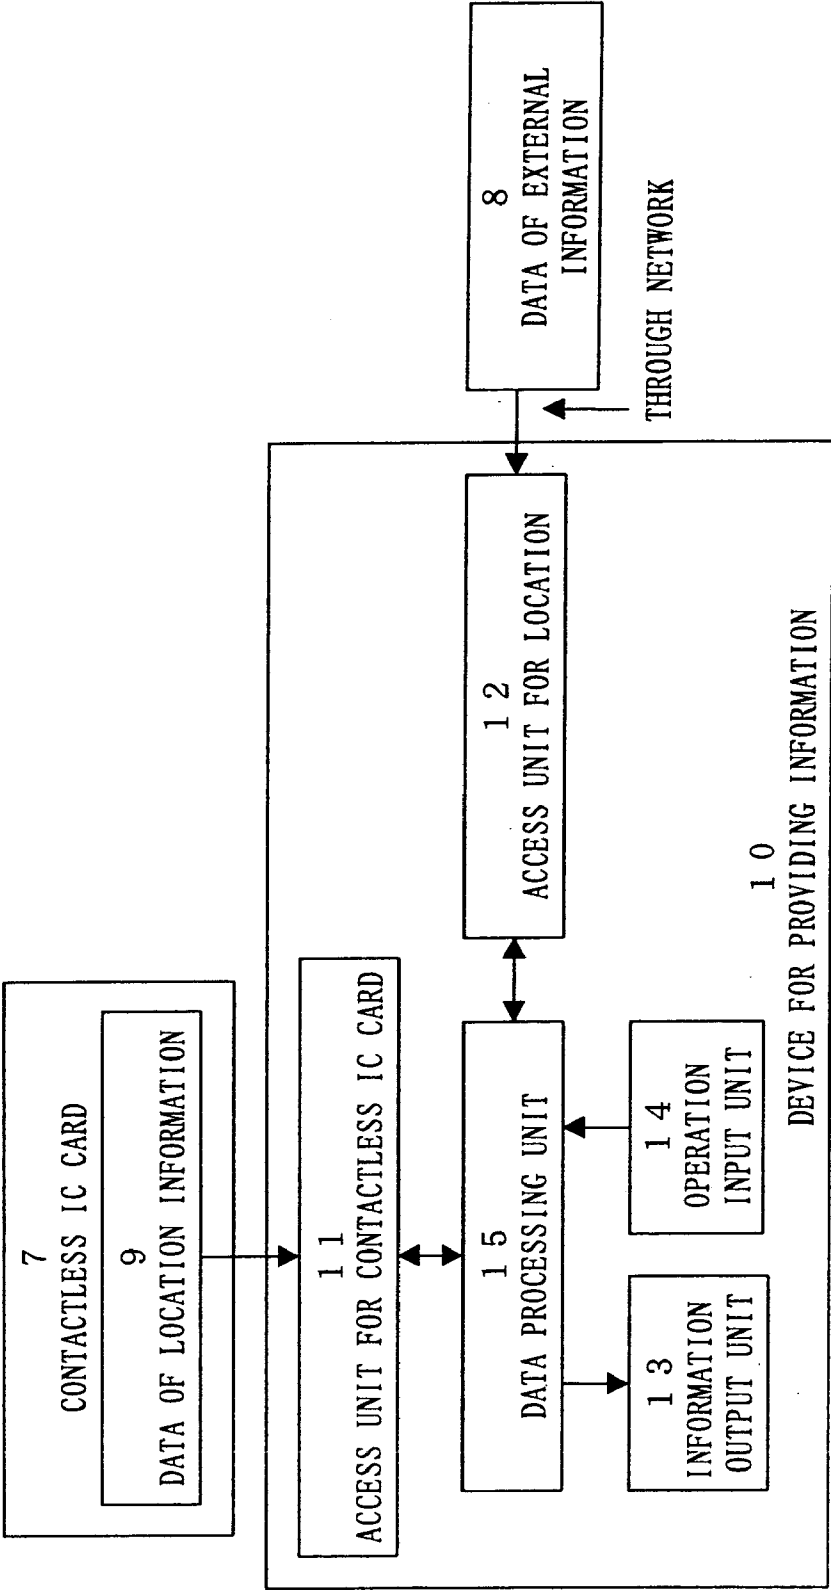 7
CONTACTLESS IC CARD
9
DATA OF LOCATION INFORMATION
11
ACCESS UNIT FOR CONTACTLESS IC CARD
15
DATA PROCESSING UNIT
12
ACCESS UNIT FOR LOCATION
8
DATA OF EXTERNAL
INFORMATION
THROUGH NETWORK
13
INFORMATION
OUTPUT UNIT
14
OPERATION
INPUT UNIT
10
DEVICE FOR PROVIDING INFORMATION